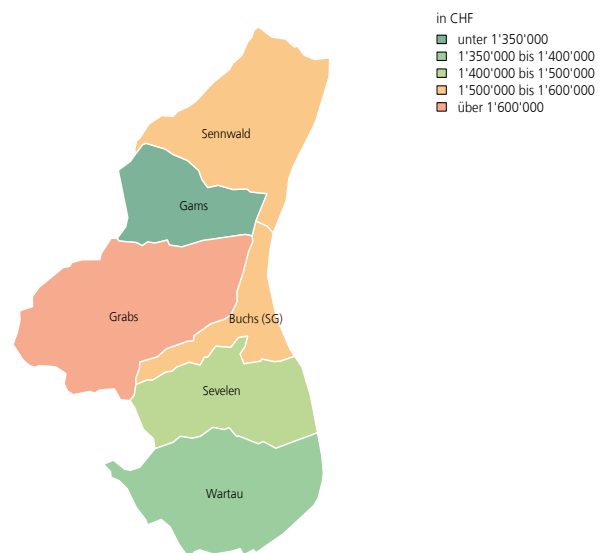 in CHF
unter 1'350'000
1'350'000 bis 1'400'000
1'400'000 bis 1'500'000
1'500'000 bis 1'600'000
über 1'600'000
Sennwald
Gams
Grabs
Buchs (SG)
Sevelen
Wartau